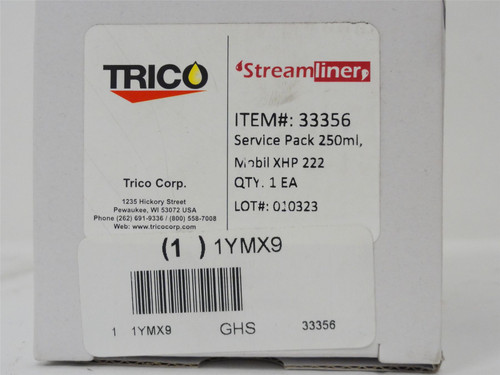 TRICO
Streamliner
ITEM#: 33356
Service Pack 250ml,
Mobil XHP 222
QTY: 1 EA
LOT#: 010323
Trico Corp.
1235 Hickory Street
Pewaukee, WI 53072 USA
Phone (262) 691-9336 / (800) 558-7008
Web: www.tricocorp.com
(1 ) 1YMX9
1 1YMX9 GHS 33356